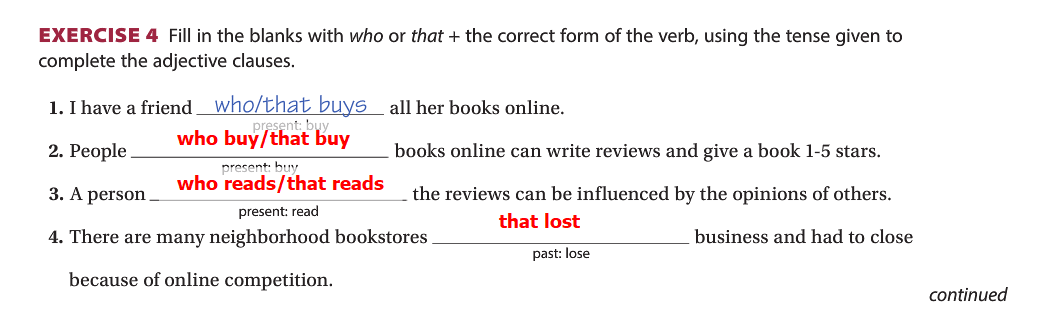 EXERCISE 4 Fill in the blanks with who or that + the correct form of the verb, using the tense given to
complete the adjective clauses.
1. I have a friend who/that buys all her books online.
present: buy
2. People who buy/that buy books online can write reviews and give a book 1-5 stars.
present: buy
3. A person who reads/that reads the reviews can be influenced by the opinions of others.
present: read
4. There are many neighborhood bookstores that lost business and had to close
past: lose
because of online competition.
continued